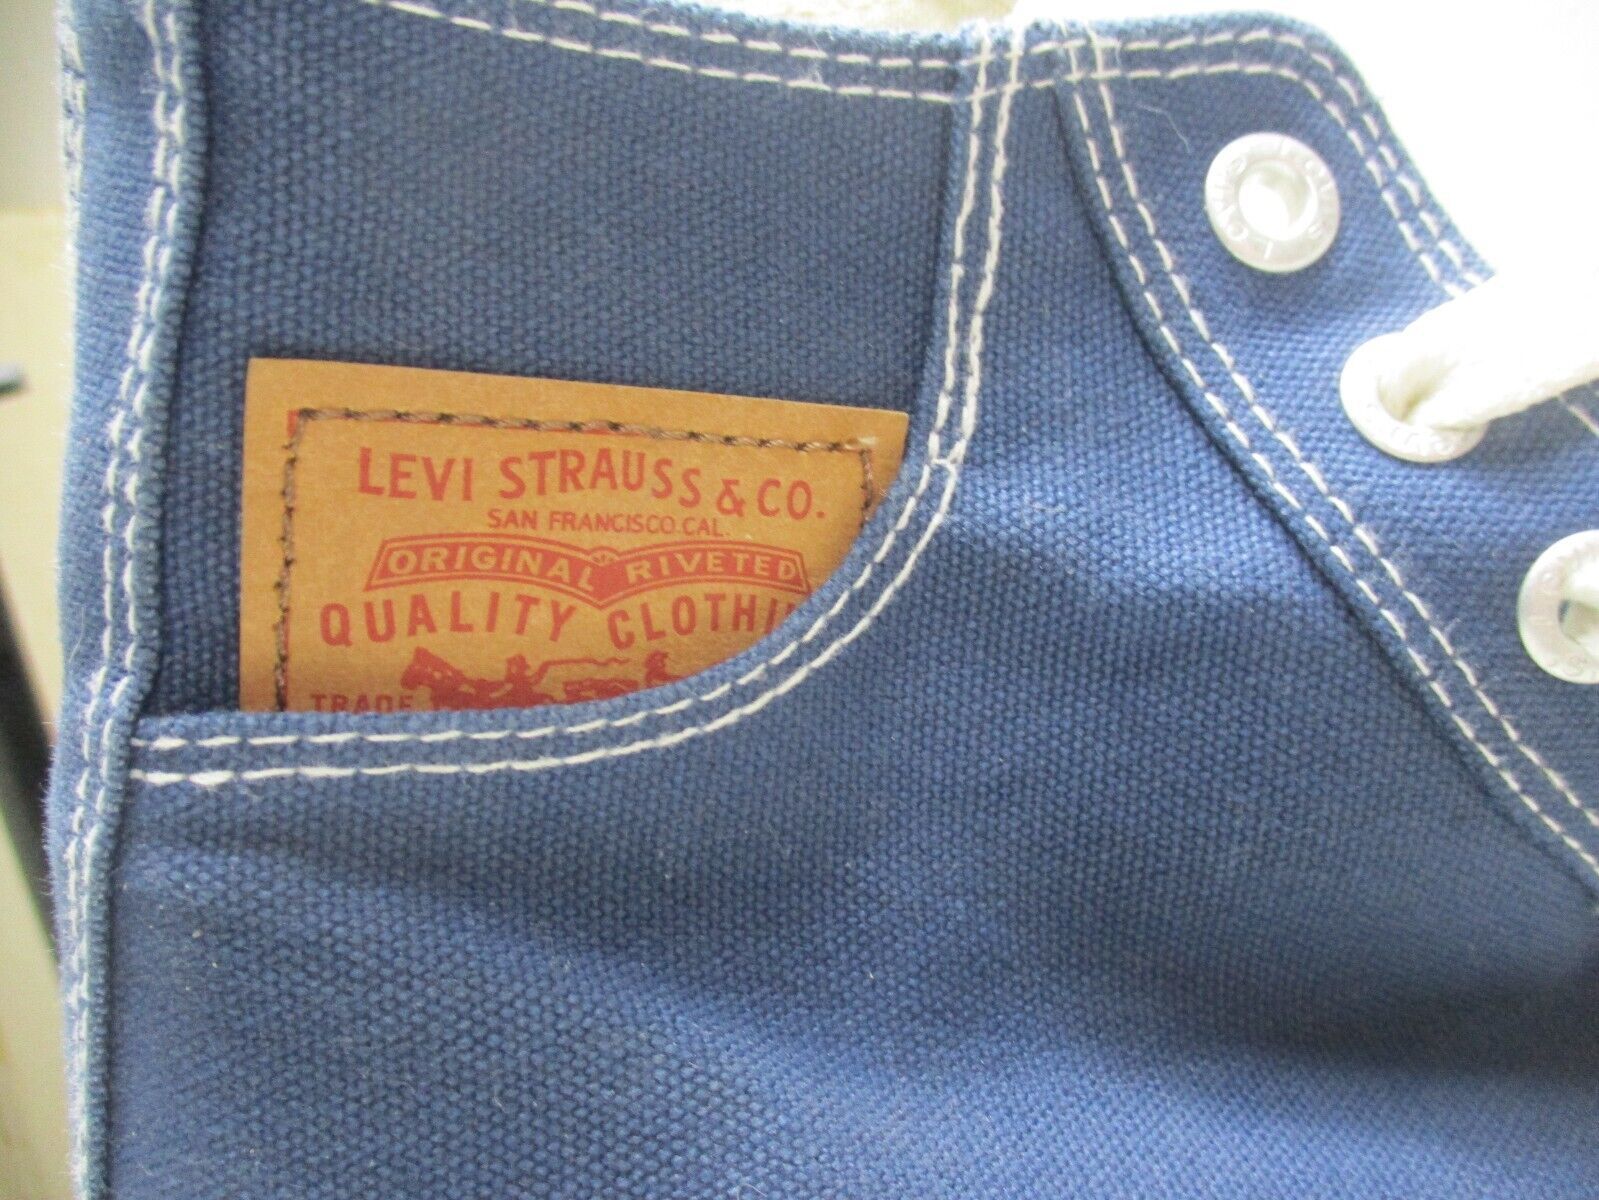 LEVI STRAUSS & CO.
SAN FRANCISCO.CAL.
ORIGINAL RIVETED
QUALITY CLOTHI
TRADE